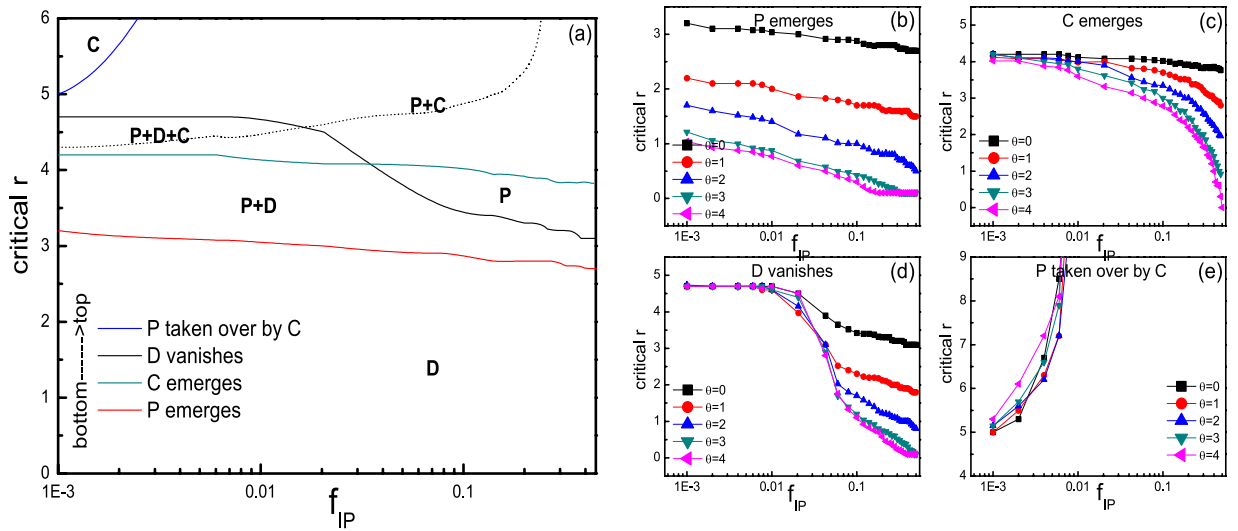 (a)
6
5
4
3
2
1
0
critical r
C
P+C
P+D+C
P
P+D
D
bottom------->top
P taken over by C
D vanishes
C emerges
P emerges
1E-3
0.01
0.1
f_IP
P emerges
(b)
3
2
1
0
critical r
θ=0
θ=1
θ=2
θ=3
θ=4
1E-3
0.01
0.1
f_IP
C emerges
(c)
5
4
3
2
1
0
critical r
θ=0
θ=1
θ=2
θ=3
θ=4
1E-3
0.01
0.1
f_IP
D vanishes
(d)
5
4
3
2
1
0
critical r
θ=0
θ=1
θ=2
θ=3
θ=4
1E-3
0.01
0.1
f_IP
P taken over by C
(e)
9
8
7
6
5
4
critical r
θ=0
θ=1
θ=2
θ=3
θ=4
1E-3
0.01
0.1
f_IP